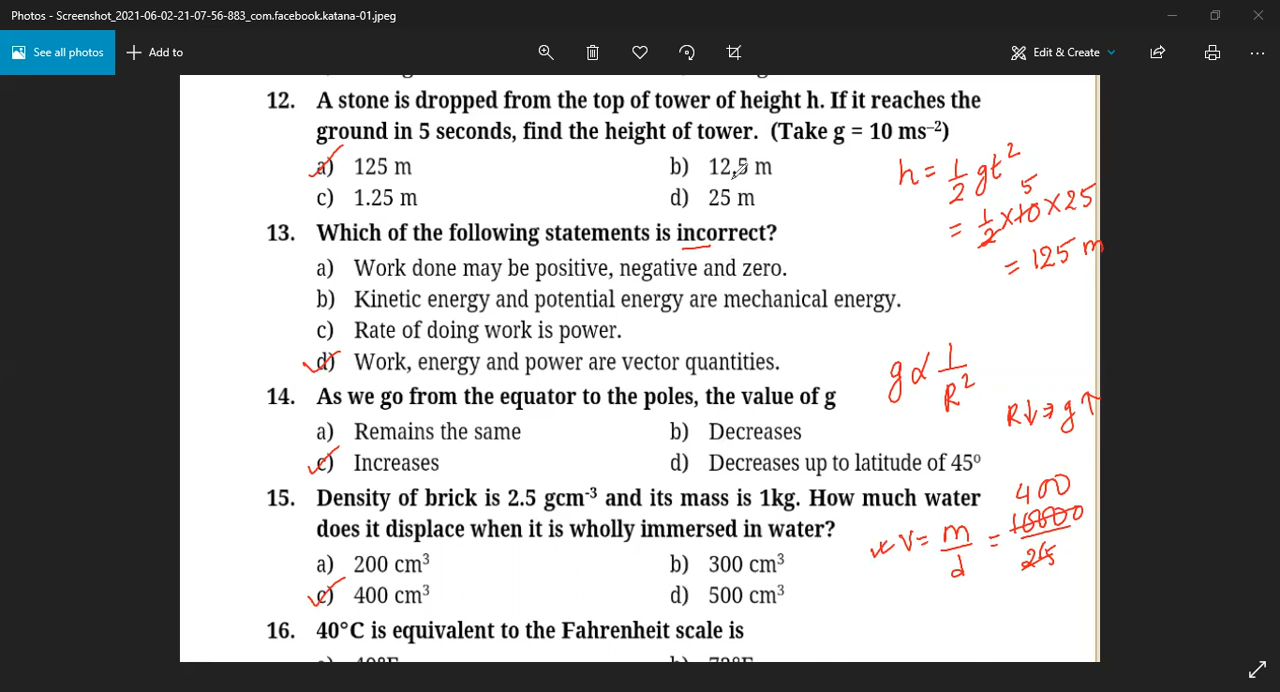 Photos - Screenshot_2021-06-02-21-07-56-883_com.facebook.katana-01.jpeg
See all photos
Add to
Edit & Create
12. A stone is dropped from the top of tower of height h. If it reaches the
ground in 5 seconds, find the height of tower. (Take g = 10 ms⁻²)
a) 125 m b) 12.5 m
c) 1.25 m d) 25 m
h = 1/2 gt²
= 1/2 × 10 × 25
5
= 125 m
13. Which of the following statements is incorrect?
a) Work done may be positive, negative and zero.
b) Kinetic energy and potential energy are mechanical energy.
c) Rate of doing work is power.
d) Work, energy and power are vector quantities.
g ∝ 1/R²
R↓ ⇒ g↑
14. As we go from the equator to the poles, the value of g
a) Remains the same b) Decreases
c) Increases d) Decreases up to latitude of 45°
15. Density of brick is 2.5 gcm⁻³ and its mass is 1kg. How much water
does it displace when it is wholly immersed in water?
a) 200 cm³ b) 300 cm³
c) 400 cm³ d) 500 cm³
400
V = m/d =
16. 40°C is equivalent to the Fahrenheit scale is